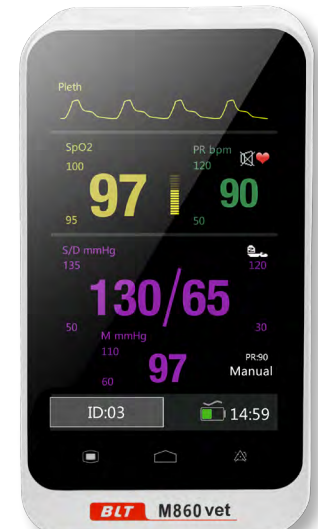 Pleth
SpO2
100
97
95
PR bpm
120
90
50
S/D mmHg
135
120
130/65
50
30
M mmHg
110
97
60
PR:90
Manual
ID:03
14:59
BLT M860 vet